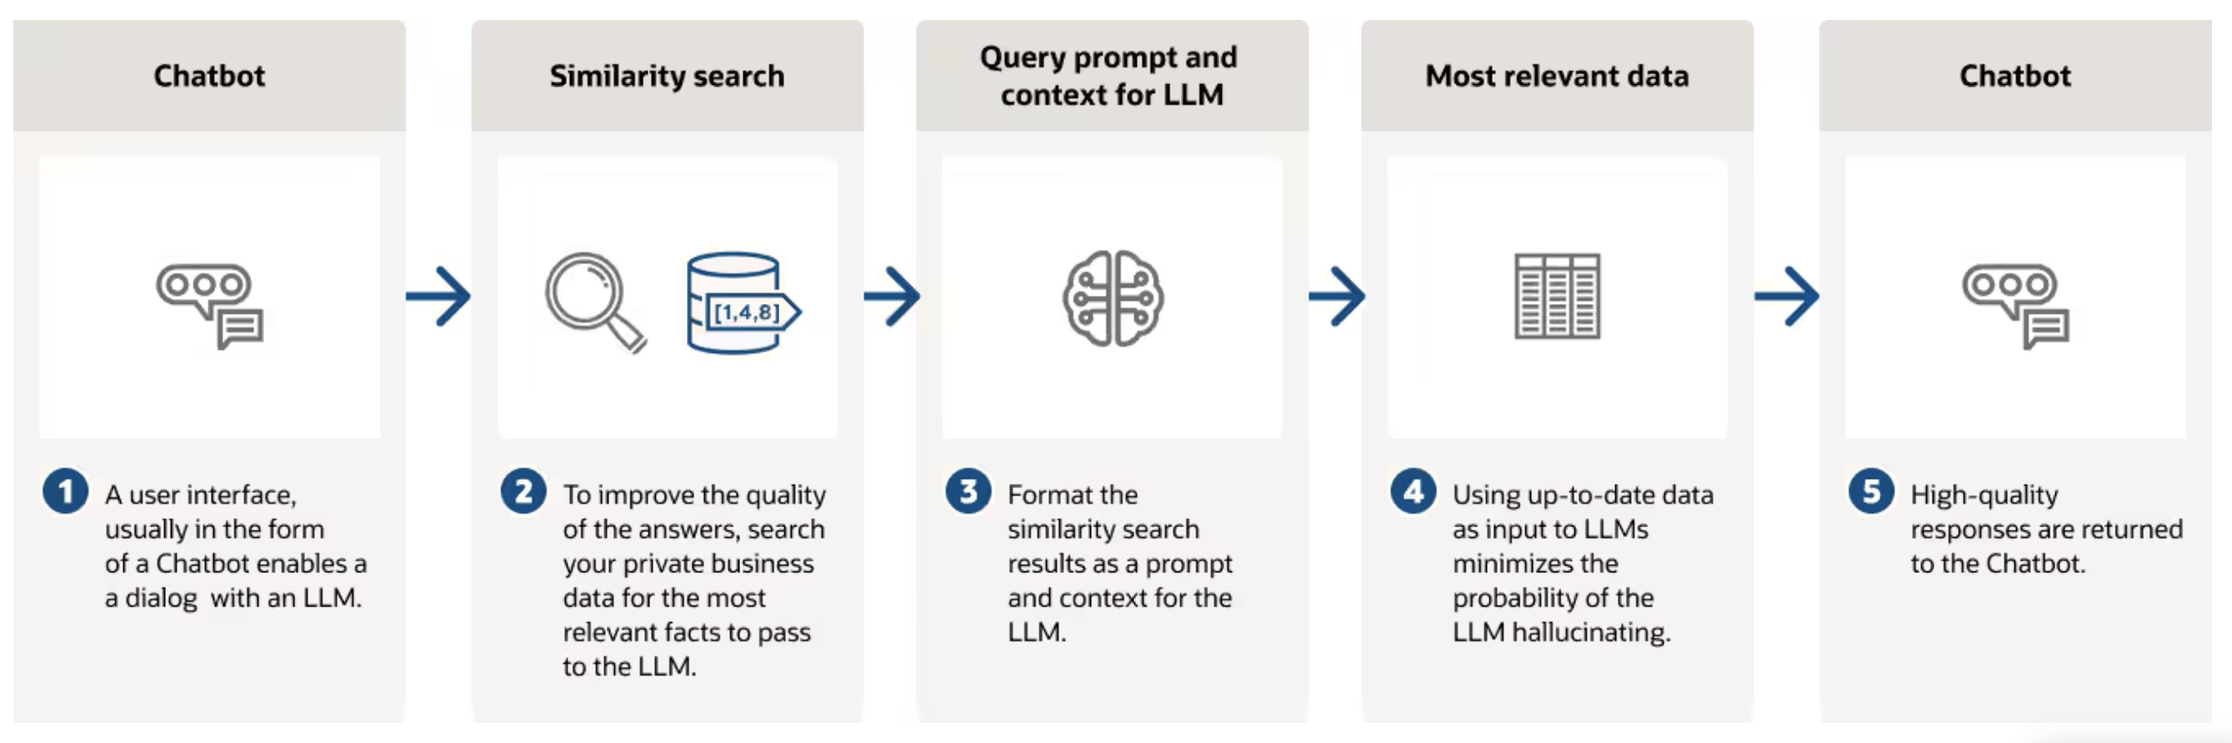 Chatbot
Similarity search
Query prompt and
context for LLM
Most relevant data
Chatbot
[1,4,8]
1
A user interface,
usually in the form
of a Chatbot enables a
a dialog with an LLM.
2
To improve the quality
of the answers, search
your private business
data for the most
relevant facts to pass
to the LLM.
3
Format the
similarity search
results as a prompt
and context for the
LLM.
4
Using up-to-date data
as input to LLMs
minimizes the
probability of the
LLM hallucinating.
5
High-quality
responses are returned
to the Chatbot.